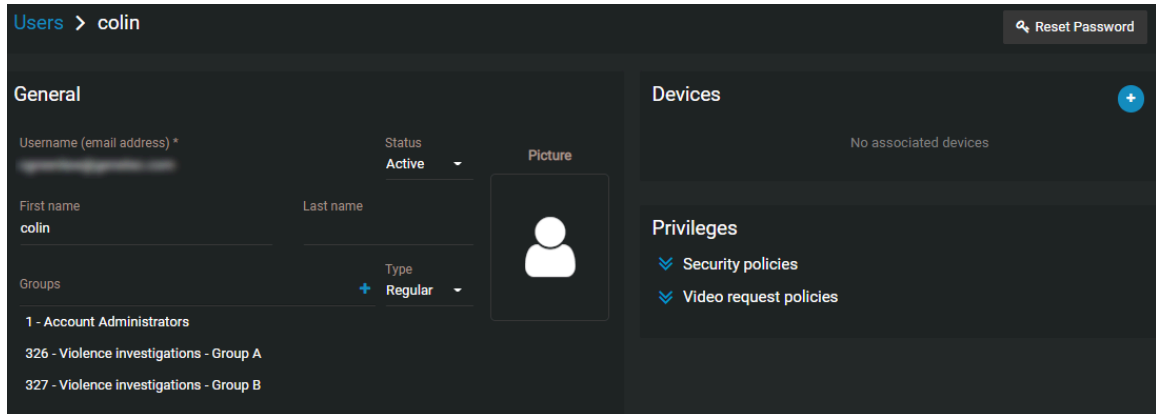 Users > colin
Reset Password
General
Username (email address) *
Status
Active
Picture
First name
colin
Last name
Groups
Type
Regular
1 - Account Administrators
326 - Violence investigations - Group A
327 - Violence investigations - Group B
Devices
No associated devices
Privileges
Security policies
Video request policies